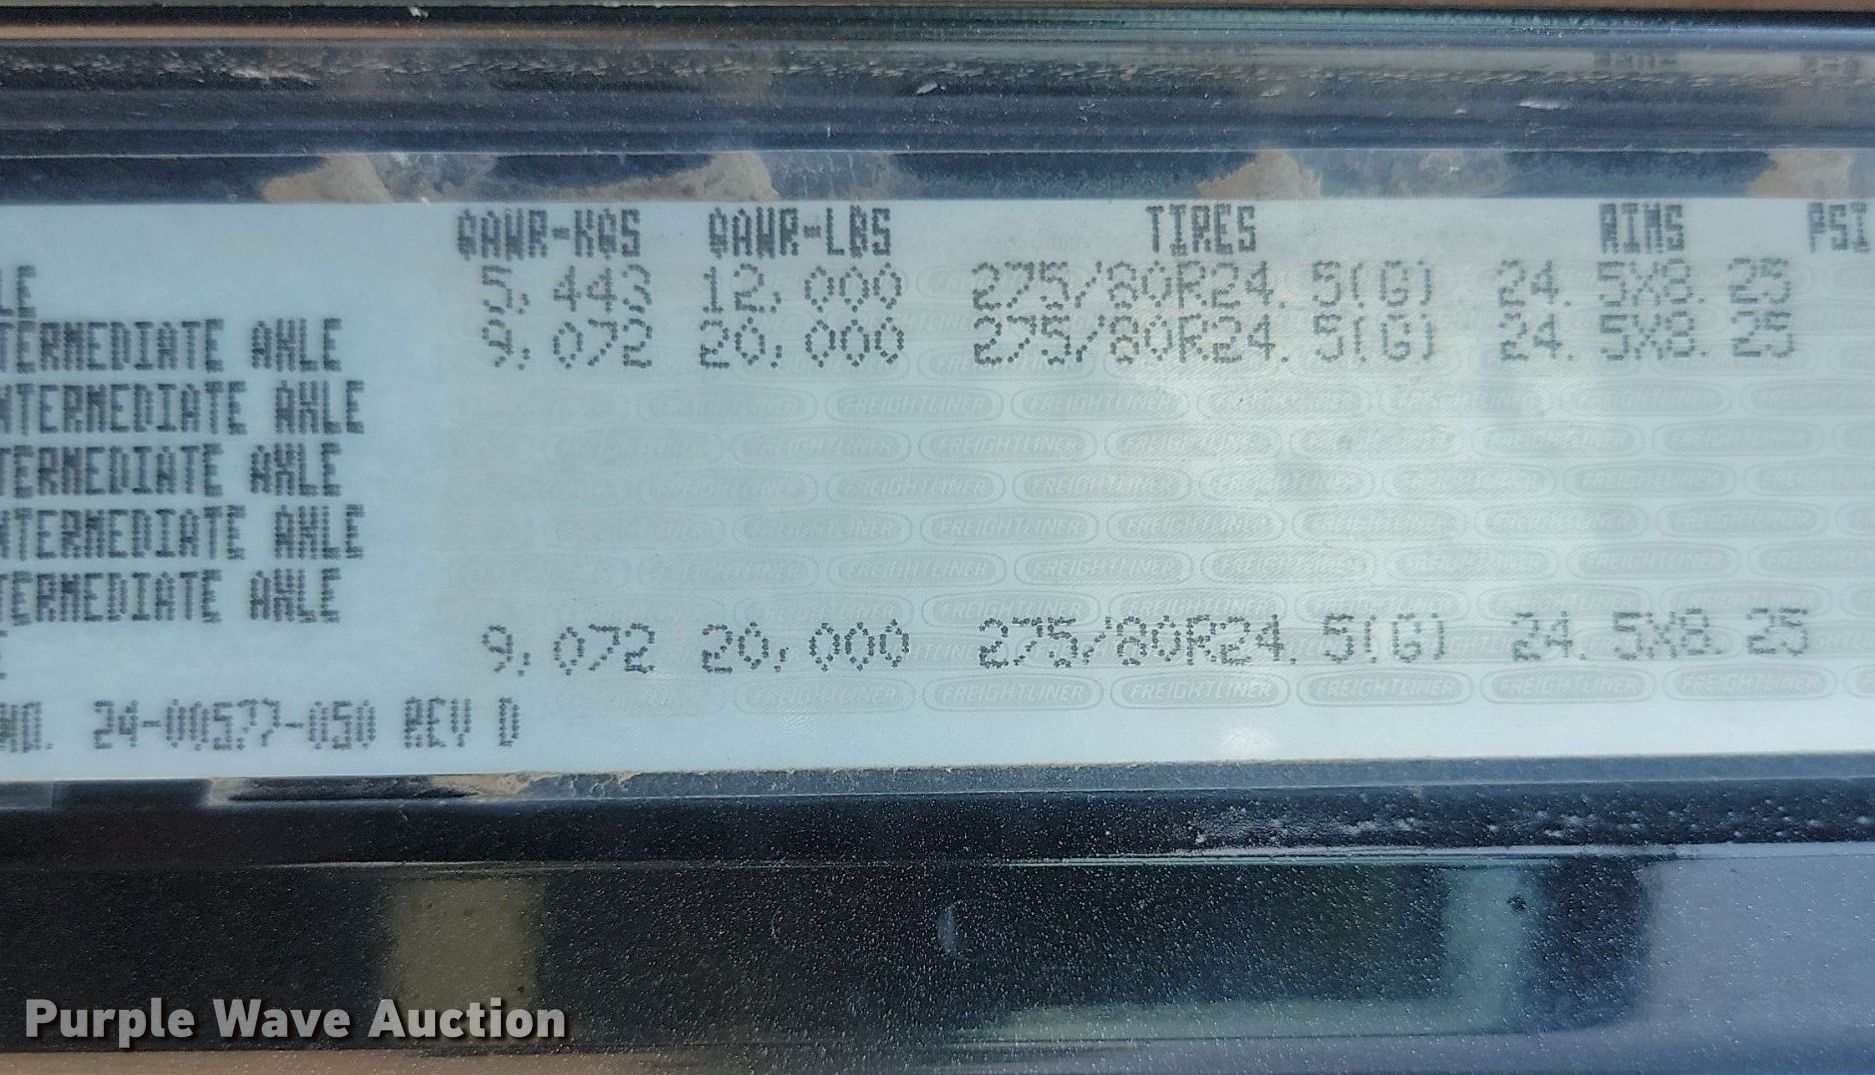 GAWR-KGS GAWR-LBS TIRES RIMS PSI
LE 5,443 12,000 275/80R24.5(G) 24.5X8.25
TERMEDIATE AXLE 9,072 20,000 275/80R24.5(G) 24.5X8.25
NTERMEDIATE AXLE
TERMEDIATE AXLE
NTERMEDIATE AXLE
TERMEDIATE AXLE
9,072 20,000 275/80R24.5(G) 24.5X8.25
NO. 24-00577-050 REV D
FREIGHTLINER
Purple Wave Auction